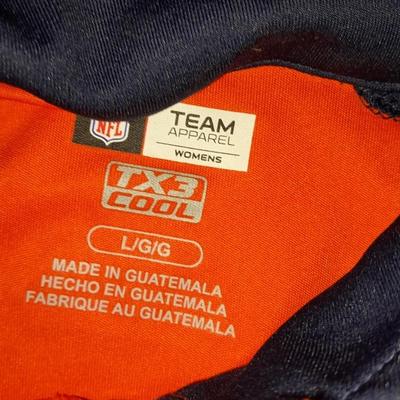 NFL
TEAM
APPAREL
WOMENS
TX3
COOL
L/G/G
MADE IN GUATEMALA
HECHO EN GUATEMALA
FABRIQUE AU GUATEMALA